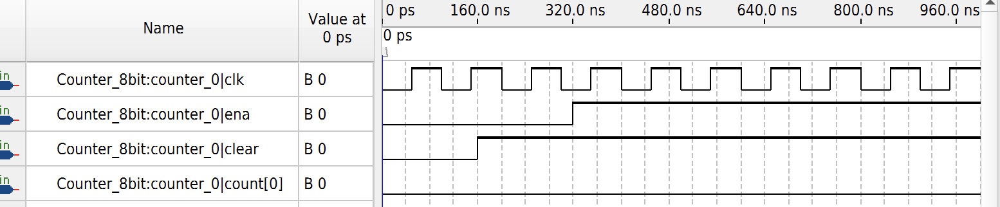 Name
Value at
0 ps
0 ps 160.0 ns 320.0 ns 480.0 ns 640.0 ns 800.0 ns 960.0 ns
0 ps
in Counter_8bit:counter_0|clk B 0
in Counter_8bit:counter_0|ena B 0
in Counter_8bit:counter_0|clear B 0
in Counter_8bit:counter_0|count[0] B 0